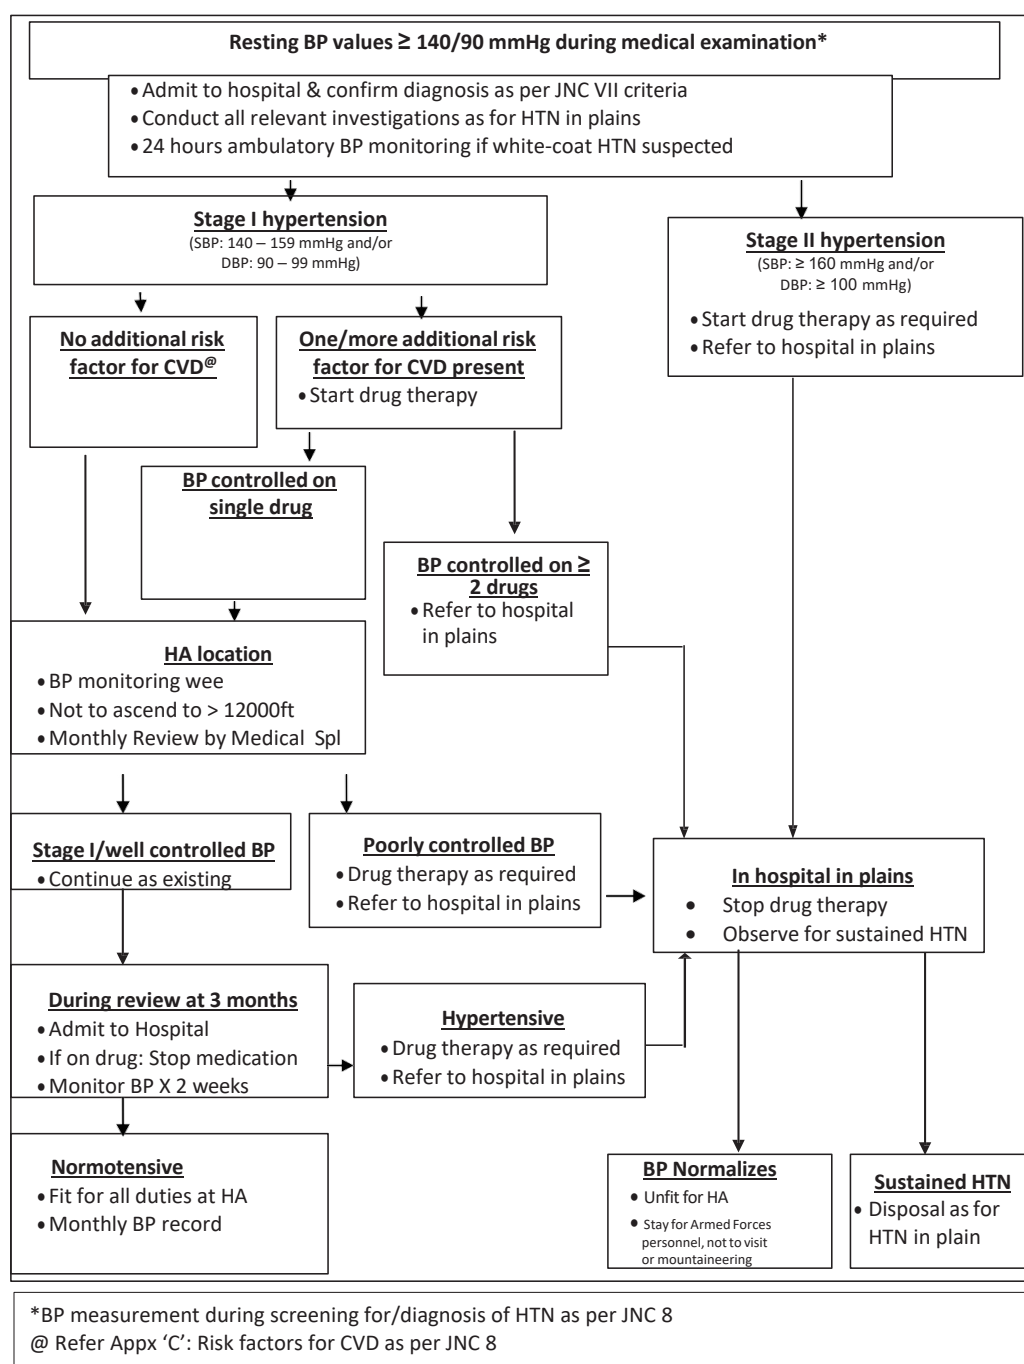 Resting BP values ≥ 140/90 mmHg during medical examination*
• Admit to hospital & confirm diagnosis as per JNC VII criteria
• Conduct all relevant investigations as for HTN in plains
• 24 hours ambulatory BP monitoring if white-coat HTN suspected
Stage I hypertension
(SBP: 140 – 159 mmHg and/or
DBP: 90 – 99 mmHg)
Stage II hypertension
(SBP: ≥ 160 mmHg and/or
DBP: ≥ 100 mmHg)
• Start drug therapy as required
• Refer to hospital in plains
No additional risk
factor for CVD@
One/more additional risk
factor for CVD present
• Start drug therapy
BP controlled on
single drug
BP controlled on ≥
2 drugs
• Refer to hospital
in plains
HA location
• BP monitoring wee
• Not to ascend to > 12000ft
• Monthly Review by Medical Spl
Stage I/well controlled BP
• Continue as existing
Poorly controlled BP
• Drug therapy as required
• Refer to hospital in plains
In hospital in plains
• Stop drug therapy
• Observe for sustained HTN
During review at 3 months
• Admit to Hospital
• If on drug: Stop medication
• Monitor BP X 2 weeks
Hypertensive
• Drug therapy as required
• Refer to hospital in plains
Normotensive
• Fit for all duties at HA
• Monthly BP record
BP Normalizes
• Unfit for HA
• Stay for Armed Forces
personnel, not to visit
or mountaineering
Sustained HTN
• Disposal as for
HTN in plain
*BP measurement during screening for/diagnosis of HTN as per JNC 8
@ Refer Appx ‘C’: Risk factors for CVD as per JNC 8